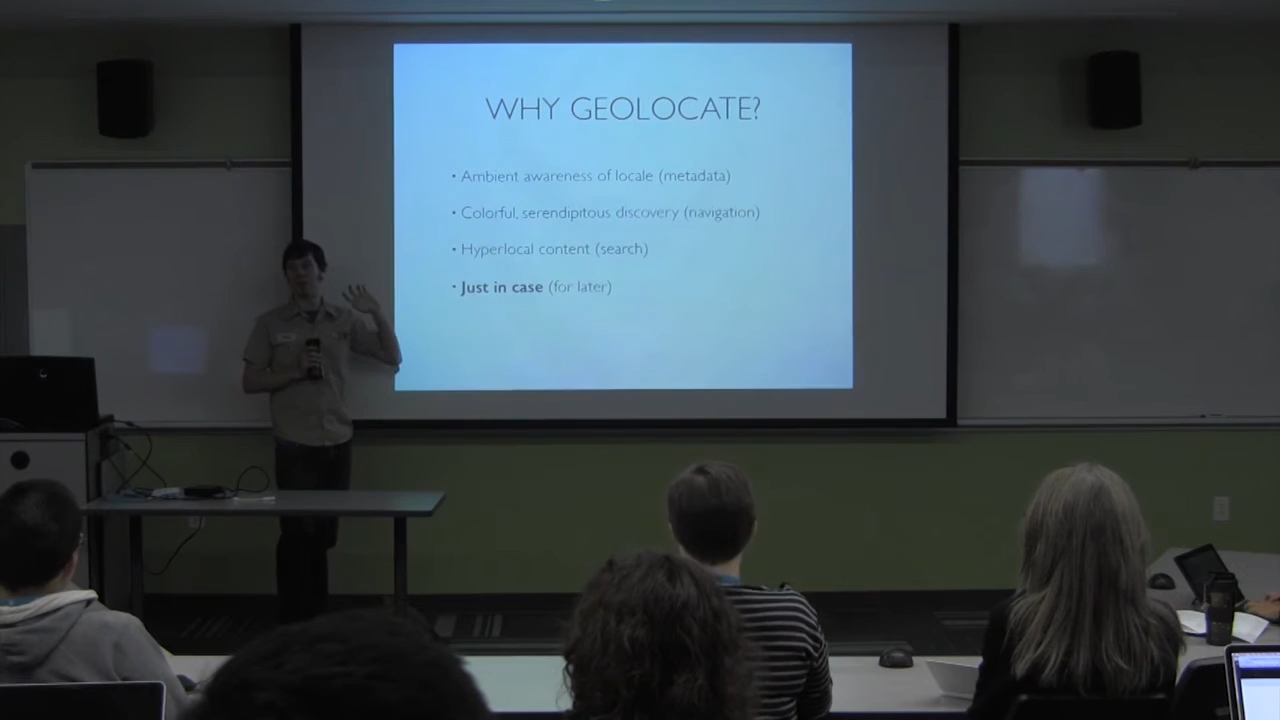 WHY GEOLOCATE?
• Ambient awareness of locale (metadata)
• Colorful, serendipitous discovery (navigation)
• Hyperlocal content (search)
• Just in case (for later)